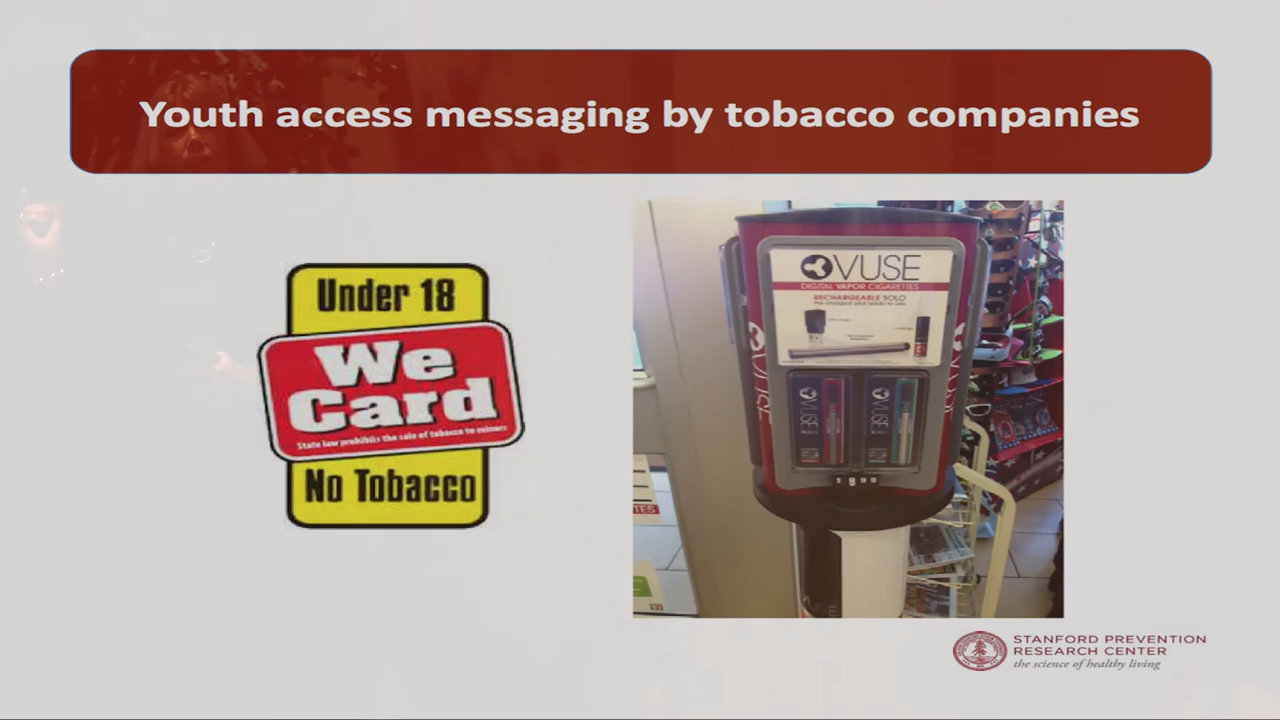 Youth access messaging by tobacco companies
Under 18
We
Card
State law prohibits the sale of tobacco to minors
No Tobacco
VUSE
DIGITAL VAPOR CIGARETTES
RECHARGEABLE SOLO
VUSE
VUSE
VUSE
STANFORD PREVENTION
RESEARCH CENTER
the science of healthy living